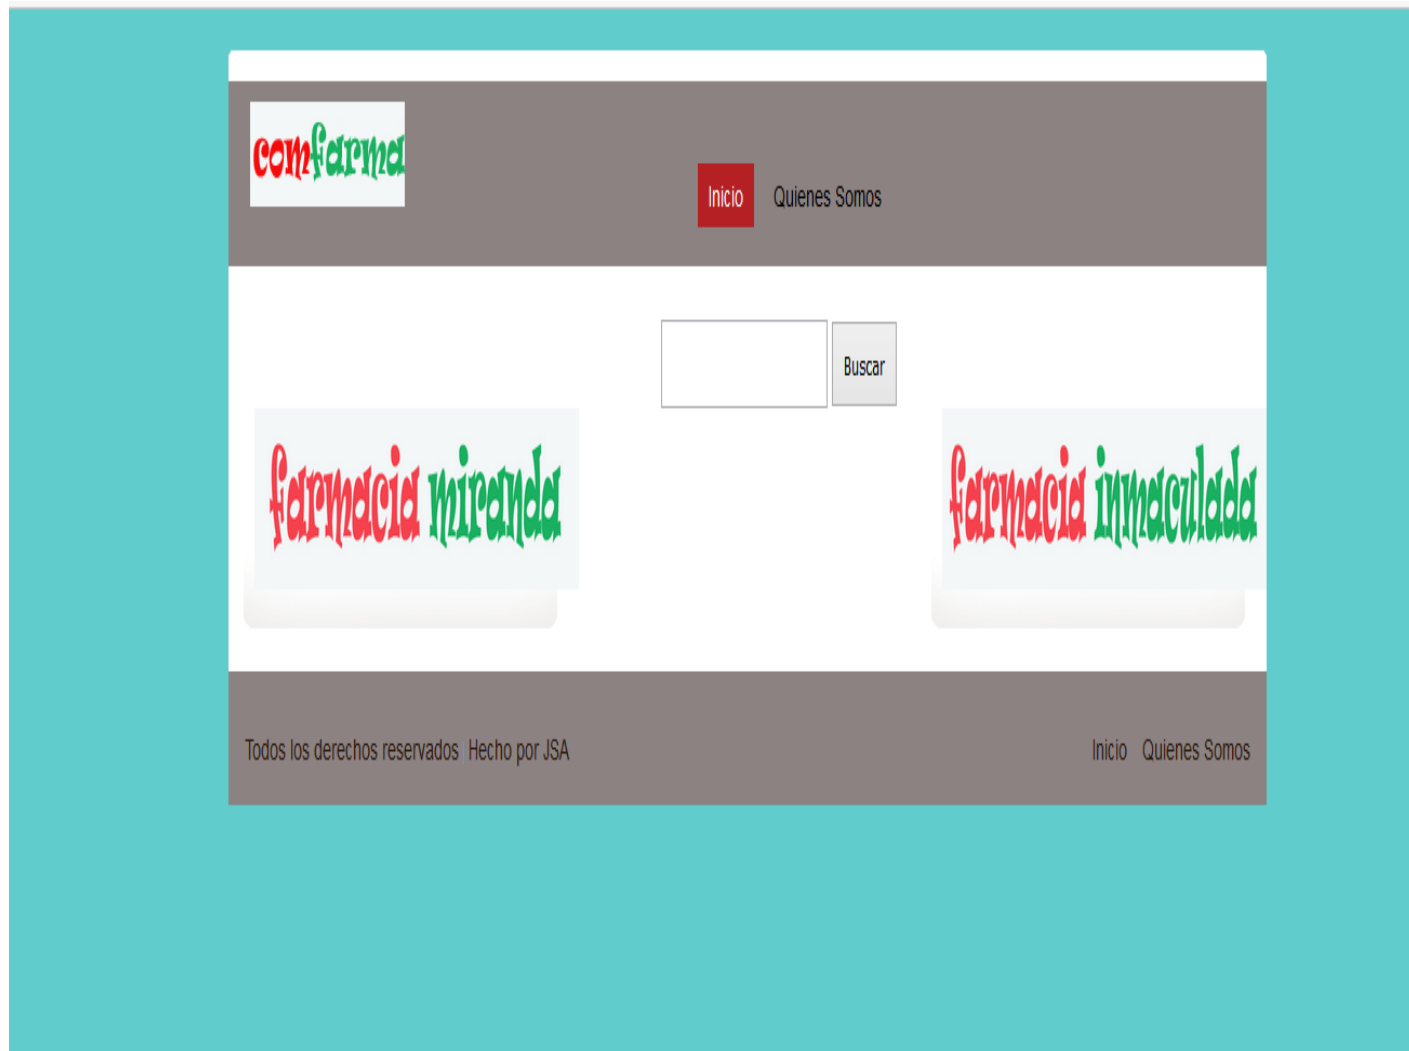 comfarma
Inicio Quienes Somos
Buscar
farmacia miranda
farmacia inmaculada
Todos los derechos reservados Hecho por JSA
Inicio Quienes Somos